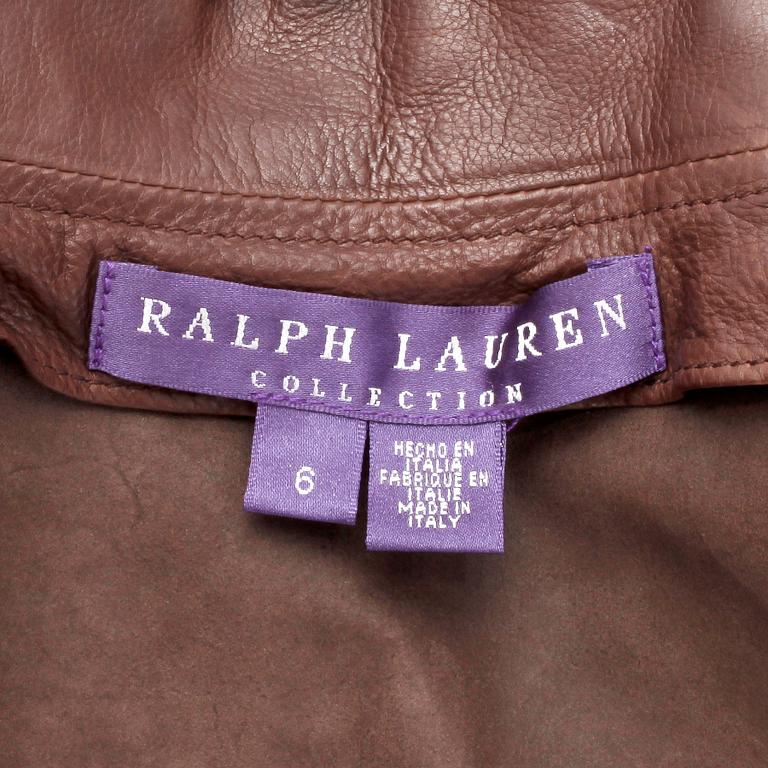 RALPH LAUREN
COLLECTION
6
HECHO EN
ITALIA
FABRIQUE EN
ITALIE
MADE IN
ITALY